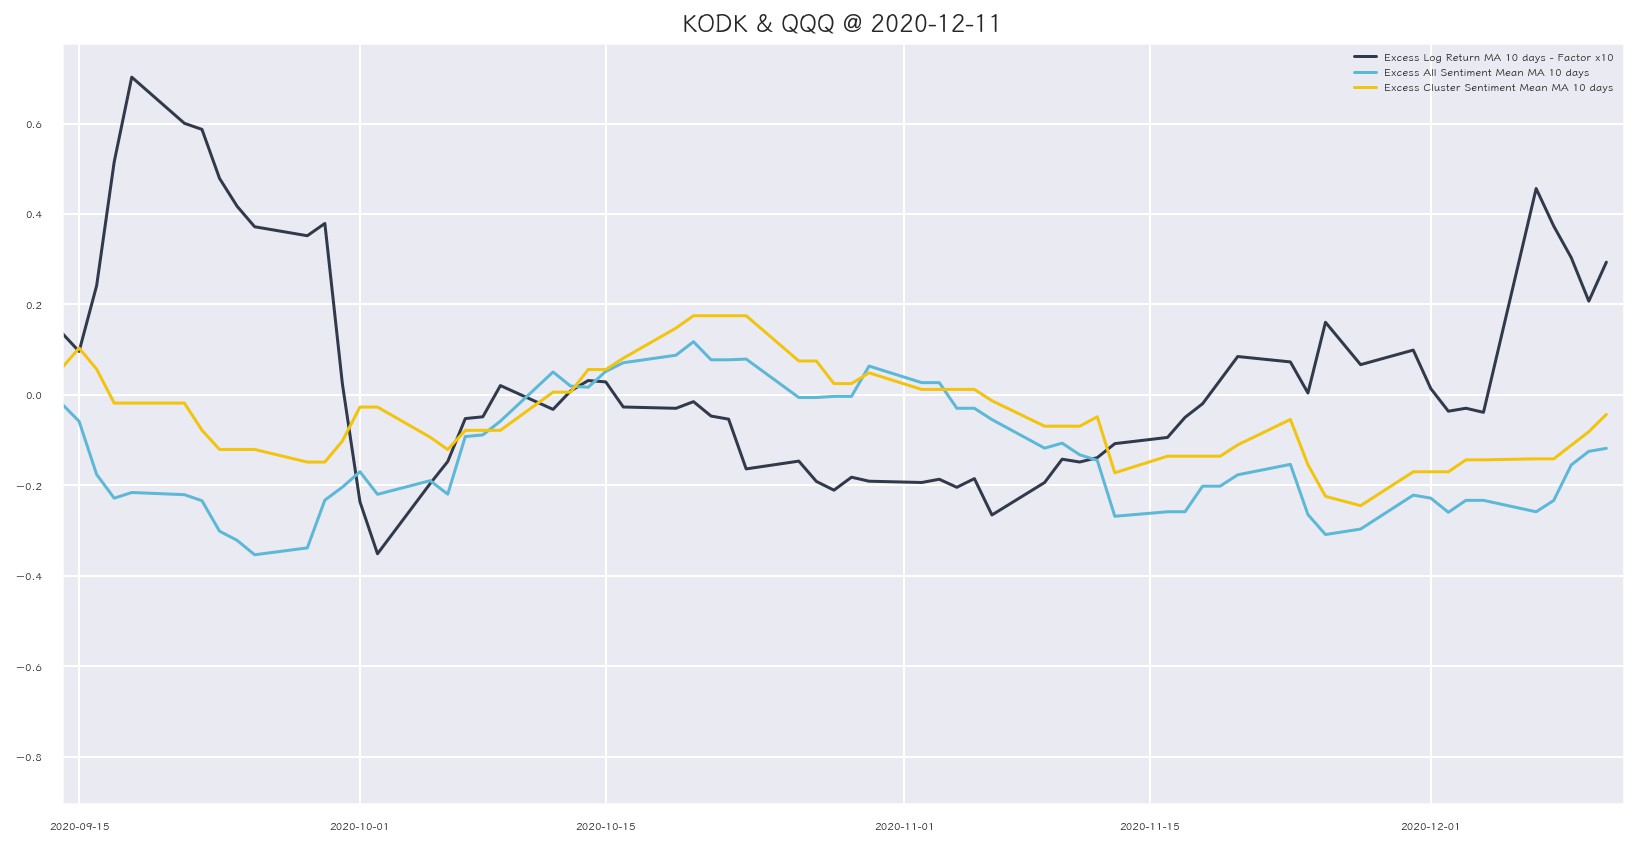 KODK & QQQ @ 2020-12-11
Excess Log Return MA 10 days - Factor x10
Excess All Sentiment Mean MA 10 days
Excess Cluster Sentiment Mean MA 10 days
0.6
0.4
0.2
0.0
−0.2
−0.4
−0.6
−0.8
2020-09-15 2020-10-01 2020-10-15 2020-11-01 2020-11-15 2020-12-01